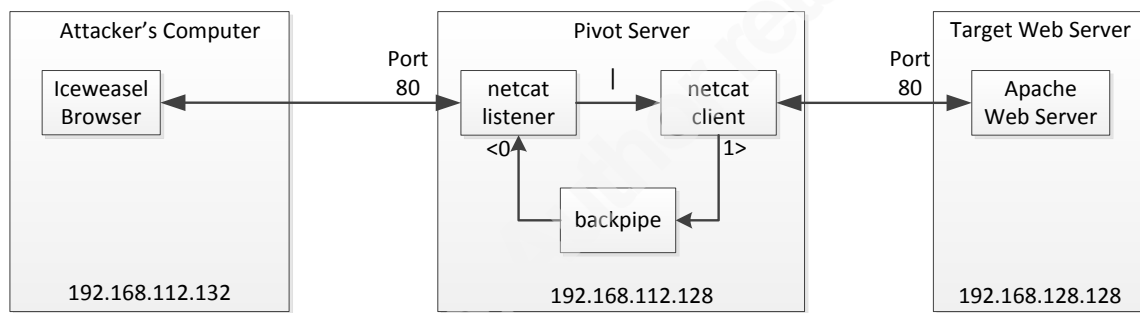 Attacker's Computer
Iceweasel
Browser
192.168.112.132
Port
80
Pivot Server
netcat
listener
|
netcat
client
<0
1>
backpipe
192.168.112.128
Port
80
Target Web Server
Apache
Web Server
192.168.128.128